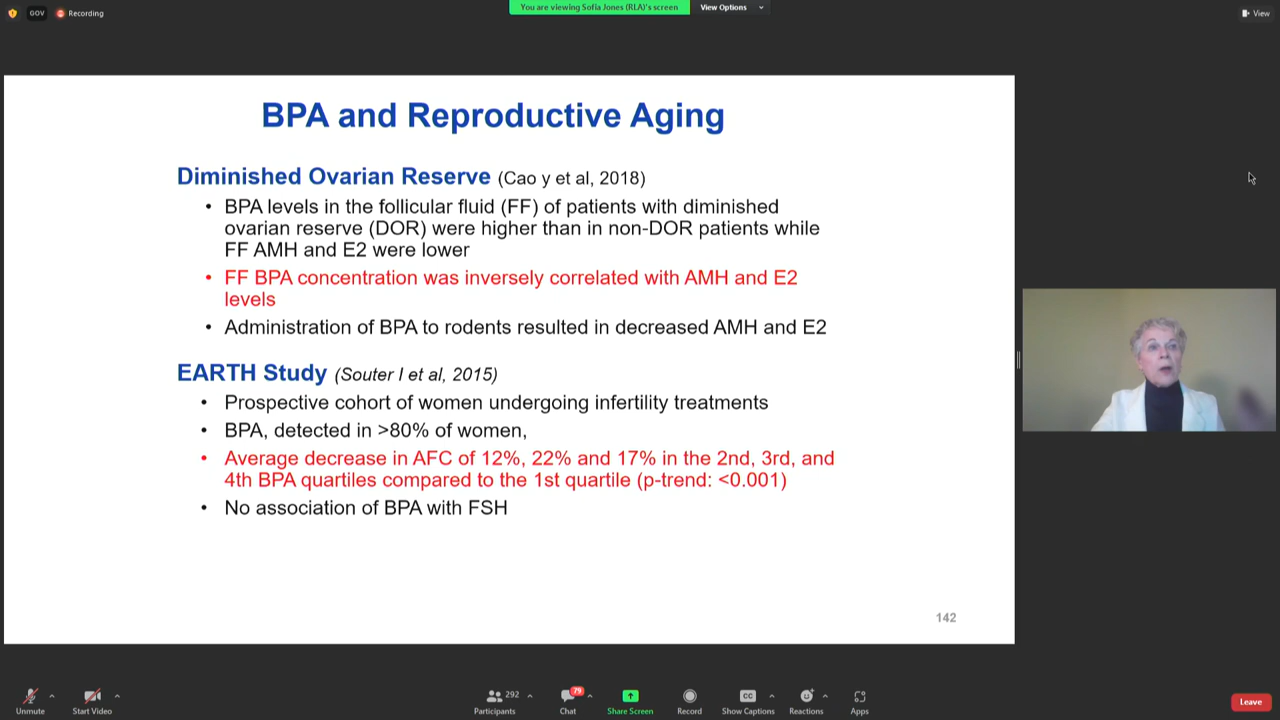 GOV
Recording
You are viewing Sofia Jones (RLA)'s screen
View Options
View
BPA and Reproductive Aging
Diminished Ovarian Reserve (Cao y et al, 2018)
• BPA levels in the follicular fluid (FF) of patients with diminished
ovarian reserve (DOR) were higher than in non-DOR patients while
FF AMH and E2 were lower
• FF BPA concentration was inversely correlated with AMH and E2
levels
• Administration of BPA to rodents resulted in decreased AMH and E2
EARTH Study (Souter I et al, 2015)
• Prospective cohort of women undergoing infertility treatments
• BPA, detected in >80% of women,
• Average decrease in AFC of 12%, 22% and 17% in the 2nd, 3rd, and
4th BPA quartiles compared to the 1st quartile (p-trend: <0.001)
• No association of BPA with FSH
142
Unmute
Start Video
292
Participants
79
Chat
Share Screen
Record
CC
Show Captions
Reactions
Apps
Leave